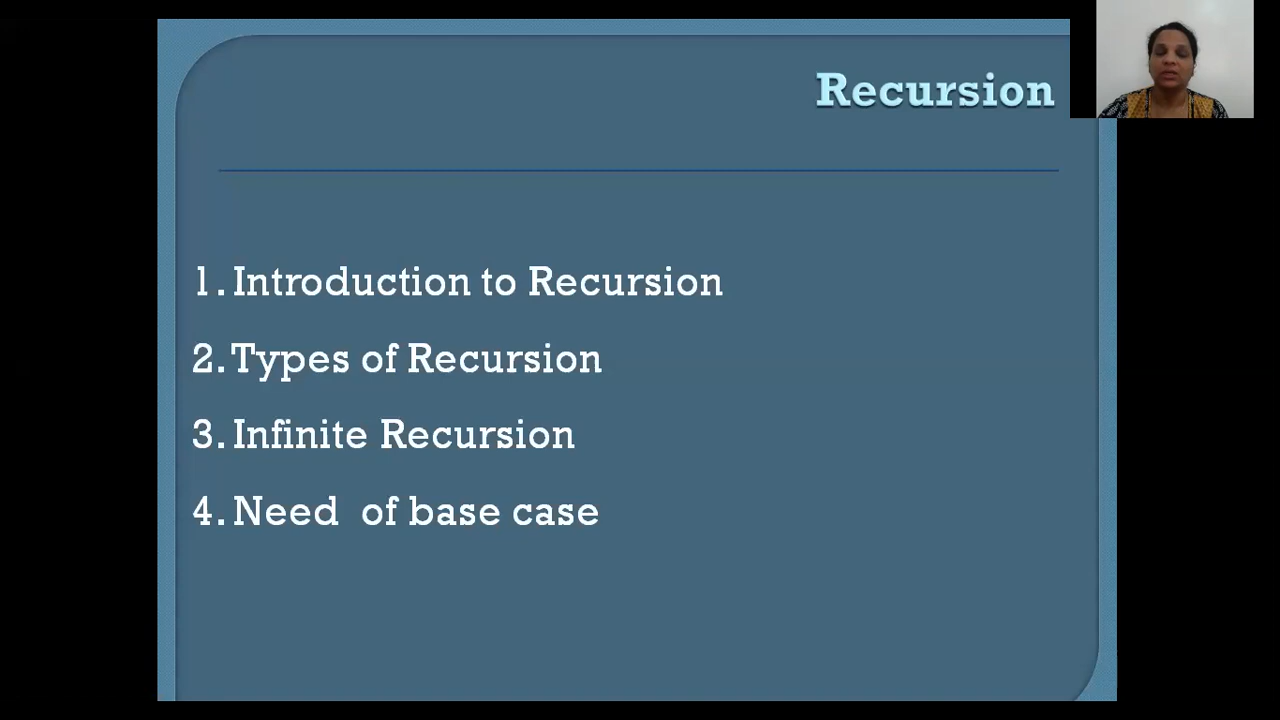 Recursion
1. Introduction to Recursion
2. Types of Recursion
3. Infinite Recursion
4. Need of base case